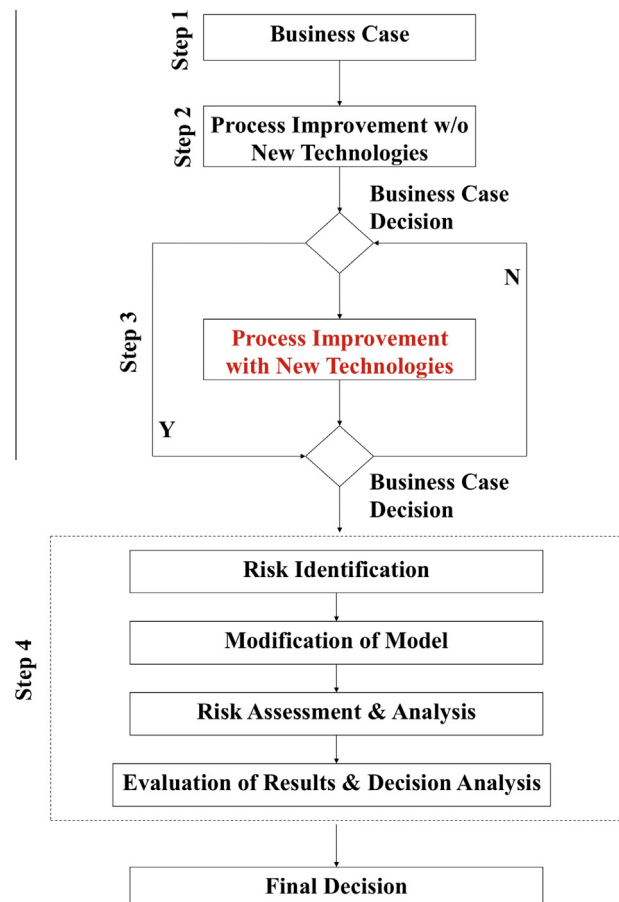 Step 1
Business Case
Step 2
Process Improvement w/o
New Technologies
Business Case
Decision
N
Step 3
Process Improvement
with New Technologies
Y
Business Case
Decision
Step 4
Risk Identification
Modification of Model
Risk Assessment & Analysis
Evaluation of Results & Decision Analysis
Final Decision